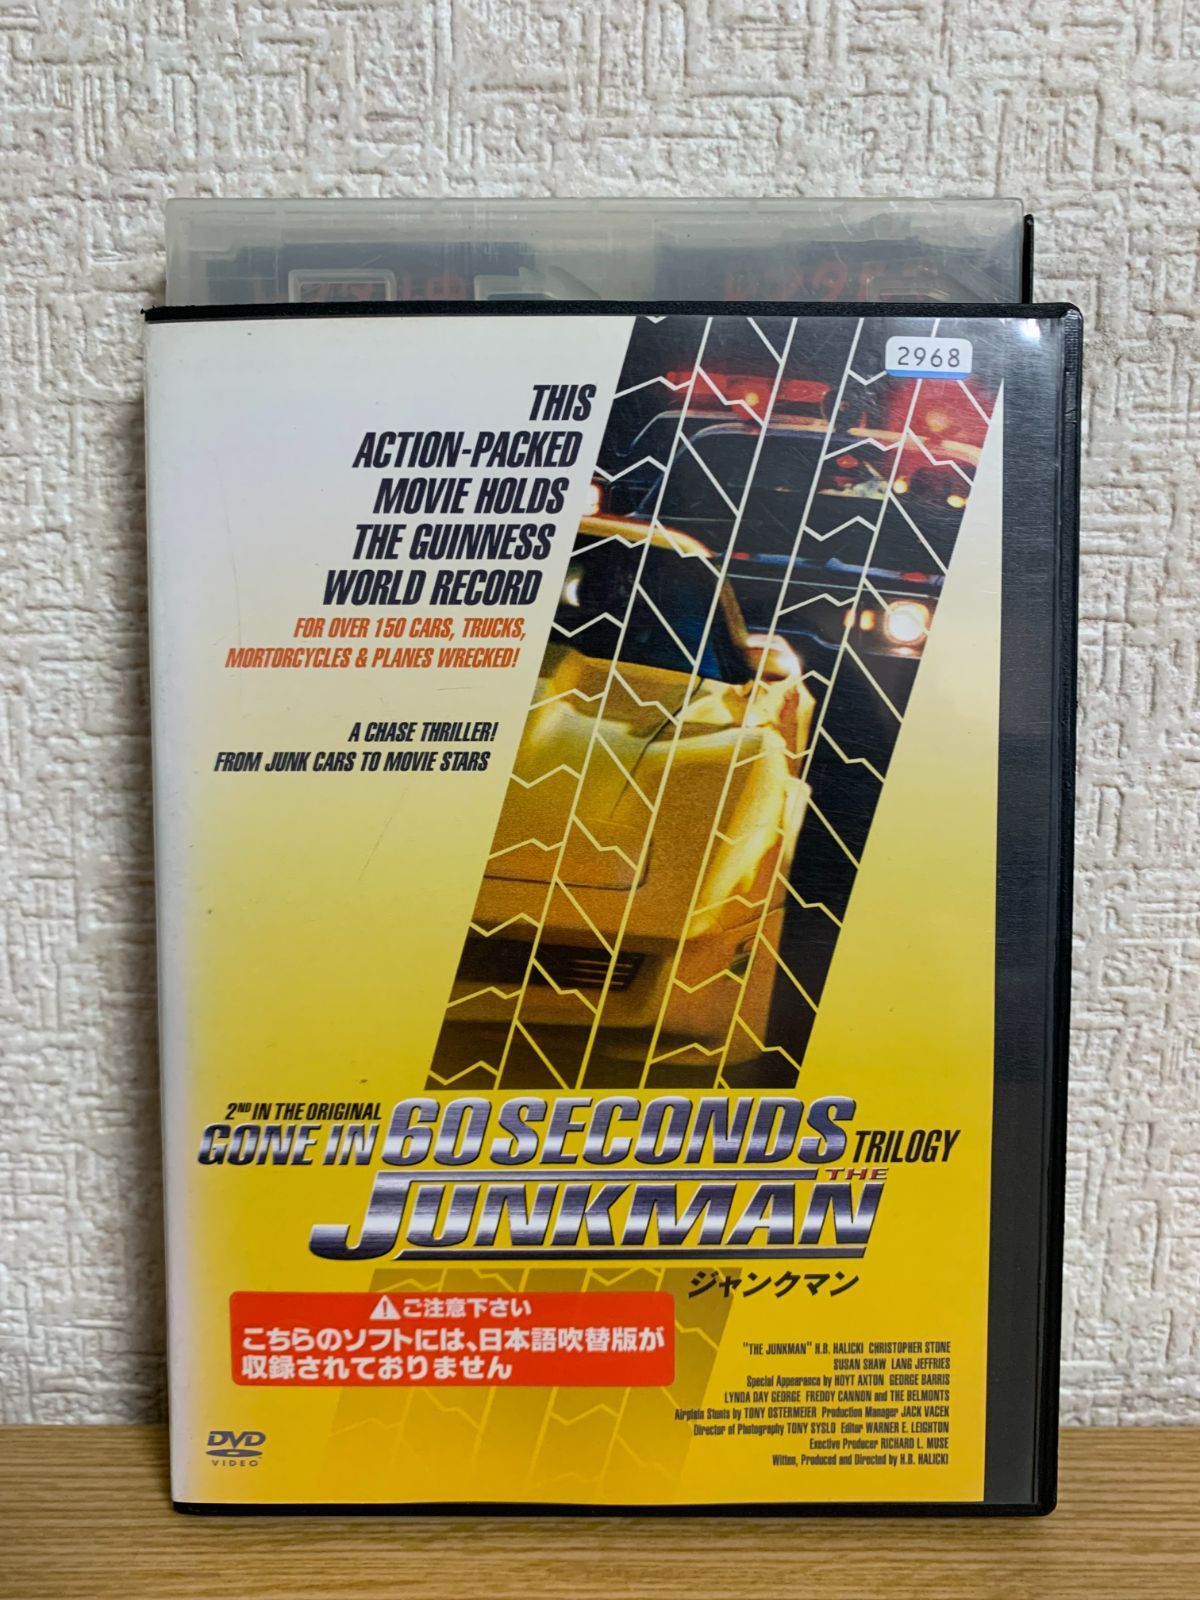 2968
THIS
ACTION-PACKED
MOVIE HOLDS
THE GUINNESS
WORLD RECORD
FOR OVER 150 CARS, TRUCKS,
MORTORCYCLES & PLANES WRECKED!
A CHASE THRILLER!
FROM JUNK CARS TO MOVIE STARS
2ND IN THE ORIGINAL
GONE IN 60 SECONDS TRILOGY
THE
JUNKMAN
ジャンクマン
ご注意下さい
こちらのソフトには、日本語吹替版が
収録されておりません
"THE JUNKMAN" H.B. HALICKI CHRISTOPHER STONE
SUSAN SHAW LANG JEFFRIES
Special Appearance by HOYT AXTON GEORGE BARRIS
LYNDA DAY GEORGE FREDDY CANNON and THE BELMONTS
Airplain Stunts by TONY OSTERMEIER Production Manager JACK VACEK
Director of Photography TONY SYSLO Editor WARNER E. LEIGHTON
Exective Producer RICHARD L. MUSE
Witten, Produced and Directed by H.B. HALICKI
DVD
VIDEO